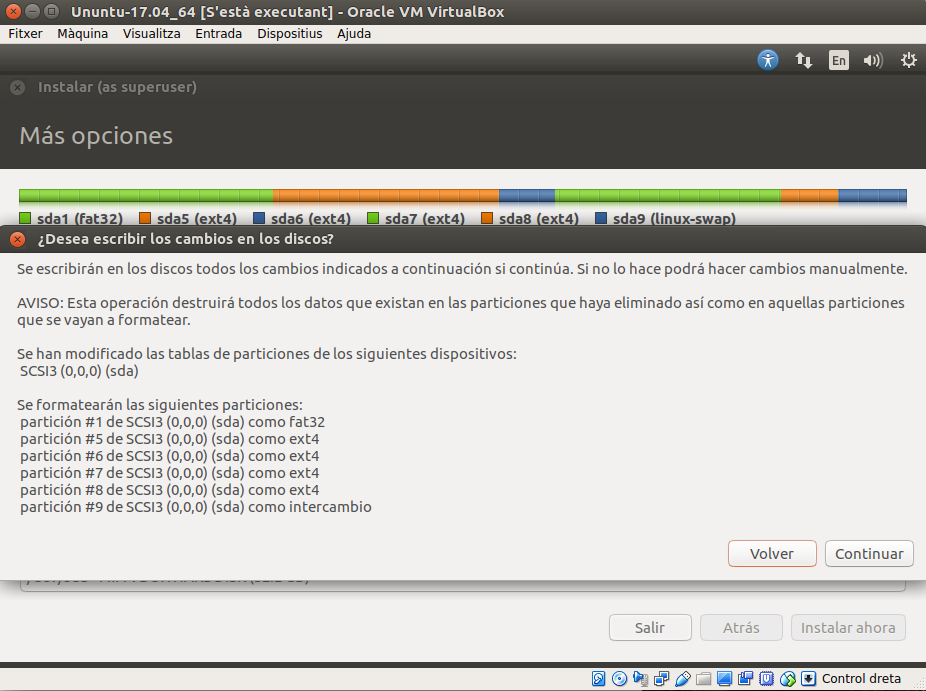 Ununtu-17.04_64 [S'està executant] - Oracle VM VirtualBox
Fitxer Màquina Visualitza Entrada Dispositius Ajuda
En
Instalar (as superuser)
Más opciones
sda1 (fat32) sda5 (ext4) sda6 (ext4) sda7 (ext4) sda8 (ext4) sda9 (linux-swap)
¿Desea escribir los cambios en los discos?
Se escribirán en los discos todos los cambios indicados a continuación si continúa. Si no lo hace podrá hacer cambios manualmente.
AVISO: Esta operación destruirá todos los datos que existan en las particiones que haya eliminado así como en aquellas particiones
que se vayan a formatear.
Se han modificado las tablas de particiones de los siguientes dispositivos:
SCSI3 (0,0,0) (sda)
Se formatearán las siguientes particiones:
partición #1 de SCSI3 (0,0,0) (sda) como fat32
partición #5 de SCSI3 (0,0,0) (sda) como ext4
partición #6 de SCSI3 (0,0,0) (sda) como ext4
partición #7 de SCSI3 (0,0,0) (sda) como ext4
partición #8 de SCSI3 (0,0,0) (sda) como ext4
partición #9 de SCSI3 (0,0,0) (sda) como intercambio
Volver Continuar
Salir Atrás Instalar ahora
Control dreta